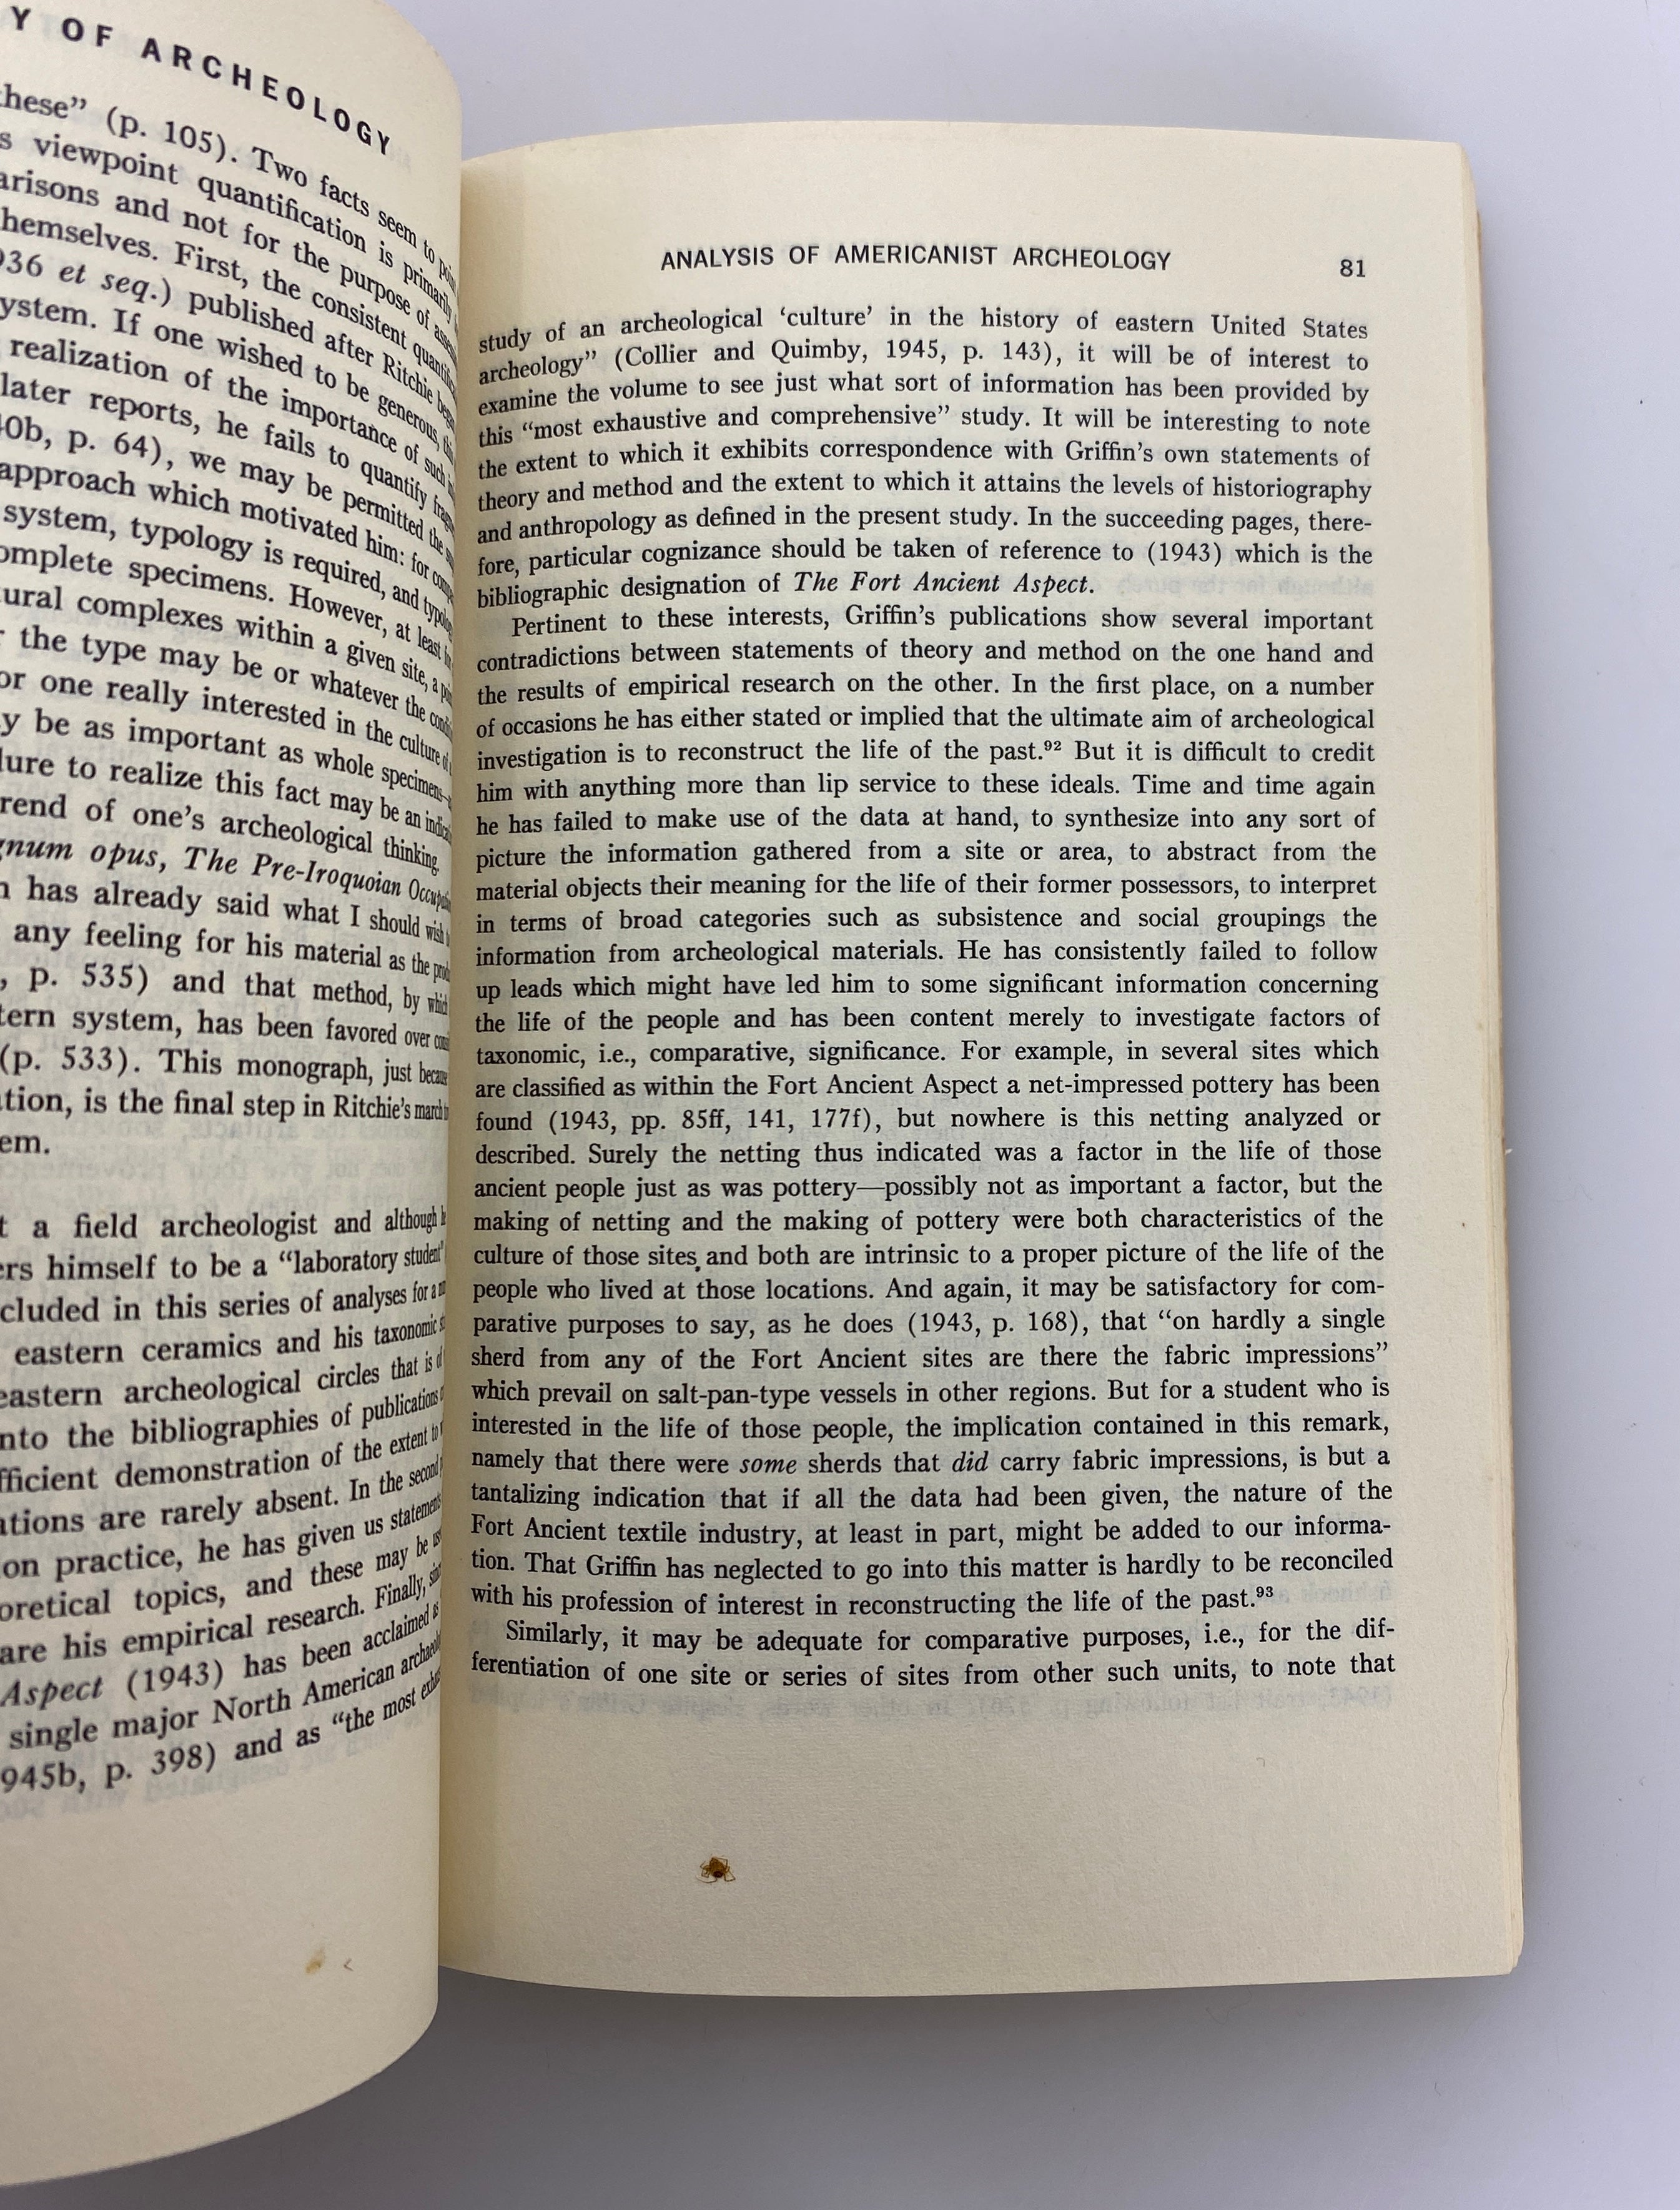 Y OF ARCHEOLOGY
these” (p. 105). Two facts seem to
s viewpoint quantification is primarily
arisons and not for the purpose of
hemselves. First, the consistent
936 et seq.) published after Ritchie
ystem. If one wished to be generous,
realization of the importance of such
later reports, he fails to quantify
40b, p. 64), we may be permitted the
approach which motivated him: for
system, typology is required, and
omplete specimens. However, at least
tural complexes within a given site, a
r the type may be or whatever the
or one really interested in the culture of
y be as important as whole specimens—
lure to realize this fact may be an
rend of one’s archeological thinking.
gnum opus, The Pre-Iroquoian
n has already said what I should wish
any feeling for his material as the
, p. 535) and that method, by which
tern system, has been favored over
(p. 533). This monograph, just
ation, is the final step in Ritchie’s march
em.
t a field archeologist and although
ers himself to be a “laboratory student”
cluded in this series of analyses for a
eastern ceramics and his taxonomic
eastern archeological circles that is
nto the bibliographies of publications
fficient demonstration of the extent to
ations are rarely absent. In the second
on practice, he has given us
oretical topics, and these may be
are his empirical research. Finally,
Aspect (1943) has been acclaimed
single major North American
945b, p. 398) and as “the most
ANALYSIS OF AMERICANIST ARCHEOLOGY 81
study of an archeological ‘culture’ in the history of eastern United States
archeology” (Collier and Quimby, 1945, p. 143), it will be of interest to
examine the volume to see just what sort of information has been provided by
this “most exhaustive and comprehensive” study. It will be interesting to note
the extent to which it exhibits correspondence with Griffin’s own statements of
theory and method and the extent to which it attains the levels of historiography
and anthropology as defined in the present study. In the succeeding pages, there-
fore, particular cognizance should be taken of reference to (1943) which is the
bibliographic designation of The Fort Ancient Aspect.
Pertinent to these interests, Griffin’s publications show several important
contradictions between statements of theory and method on the one hand and
the results of empirical research on the other. In the first place, on a number
of occasions he has either stated or implied that the ultimate aim of archeological
investigation is to reconstruct the life of the past.⁹² But it is difficult to credit
him with anything more than lip service to these ideals. Time and time again
he has failed to make use of the data at hand, to synthesize into any sort of
picture the information gathered from a site or area, to abstract from the
material objects their meaning for the life of their former possessors, to interpret
in terms of broad categories such as subsistence and social groupings the
information from archeological materials. He has consistently failed to follow
up leads which might have led him to some significant information concerning
the life of the people and has been content merely to investigate factors of
taxonomic, i.e., comparative, significance. For example, in several sites which
are classified as within the Fort Ancient Aspect a net-impressed pottery has been
found (1943, pp. 85ff, 141, 177f), but nowhere is this netting analyzed or
described. Surely the netting thus indicated was a factor in the life of those
ancient people just as was pottery—possibly not as important a factor, but the
making of netting and the making of pottery were both characteristics of the
culture of those sites and both are intrinsic to a proper picture of the life of the
people who lived at those locations. And again, it may be satisfactory for com-
parative purposes to say, as he does (1943, p. 168), that “on hardly a single
sherd from any of the Fort Ancient sites are there the fabric impressions”
which prevail on salt-pan-type vessels in other regions. But for a student who is
interested in the life of those people, the implication contained in this remark,
namely that there were some sherds that did carry fabric impressions, is but a
tantalizing indication that if all the data had been given, the nature of the
Fort Ancient textile industry, at least in part, might be added to our informa-
tion. That Griffin has neglected to go into this matter is hardly to be reconciled
with his profession of interest in reconstructing the life of the past.⁹³
Similarly, it may be adequate for comparative purposes, i.e., for the dif-
ferentiation of one site or series of sites from other such units, to note that